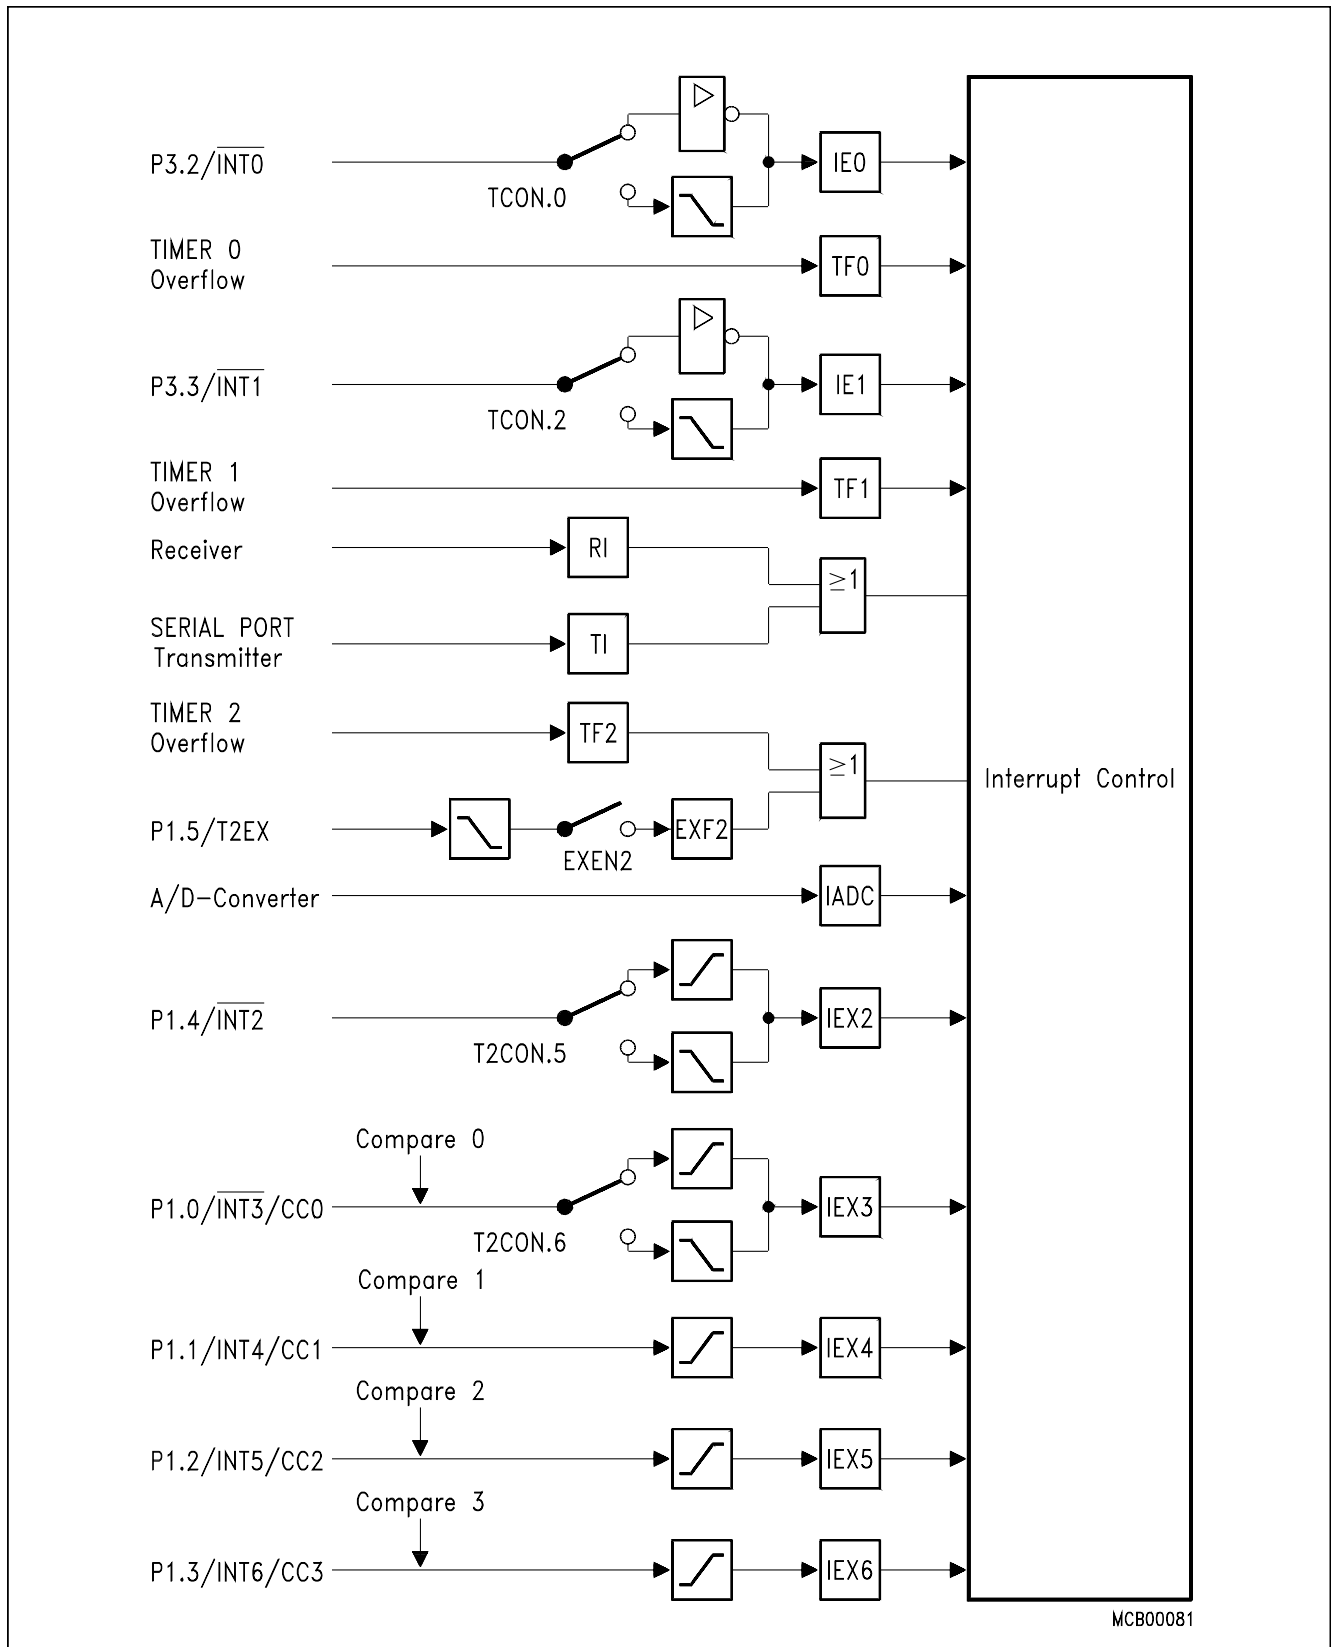 P3.2/INT0
TCON.0
IE0
TIMER 0
Overflow
TF0
P3.3/INT1
TCON.2
IE1
TIMER 1
Overflow
TF1
Receiver
RI
≥1
SERIAL PORT
Transmitter
TI
TIMER 2
Overflow
TF2
≥1
Interrupt Control
P1.5/T2EX
EXEN2
EXF2
A/D-Converter
IADC
P1.4/INT2
T2CON.5
IEX2
Compare 0
P1.0/INT3/CC0
T2CON.6
IEX3
Compare 1
P1.1/INT4/CC1
IEX4
Compare 2
P1.2/INT5/CC2
IEX5
Compare 3
P1.3/INT6/CC3
IEX6
MCB00081